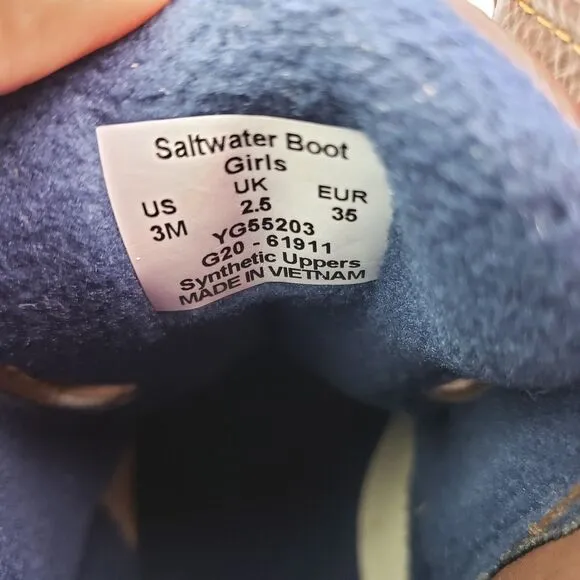 Saltwater Boot
Girls
US UK EUR
3M 2.5 35
YG55203
G20 - 61911
Synthetic Uppers
MADE IN VIETNAM